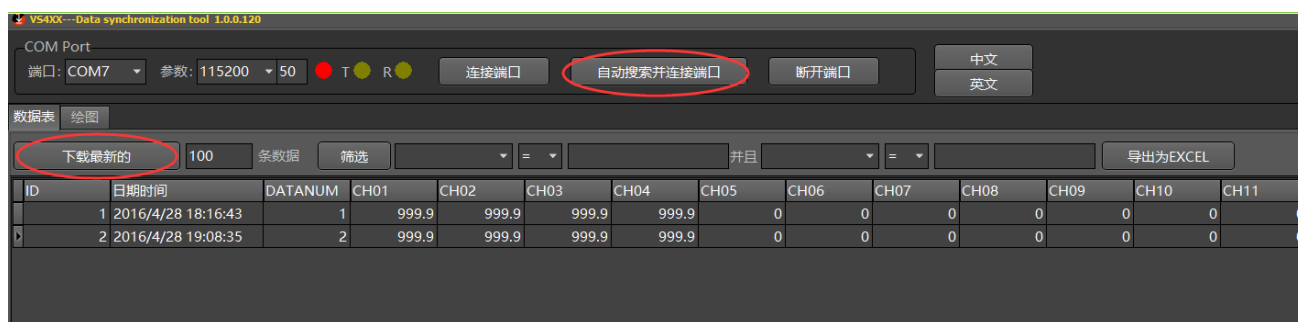 VS4XX---Data synchronization tool 1.0.0.120
COM Port
端口: COM7 参数: 115200 50 T R 连接端口 自动搜索并连接端口 断开端口 中文
英文
数据表 绘图
下载最新的 100 条数据 筛选 = 并且 = 导出为EXCEL
ID 日期时间 DATANUM CH01 CH02 CH03 CH04 CH05 CH06 CH07 CH08 CH09 CH10 CH11
1 2016/4/28 18:16:43 1 999.9 999.9 999.9 999.9 0 0 0 0 0 0
2 2016/4/28 19:08:35 2 999.9 999.9 999.9 999.9 0 0 0 0 0 0